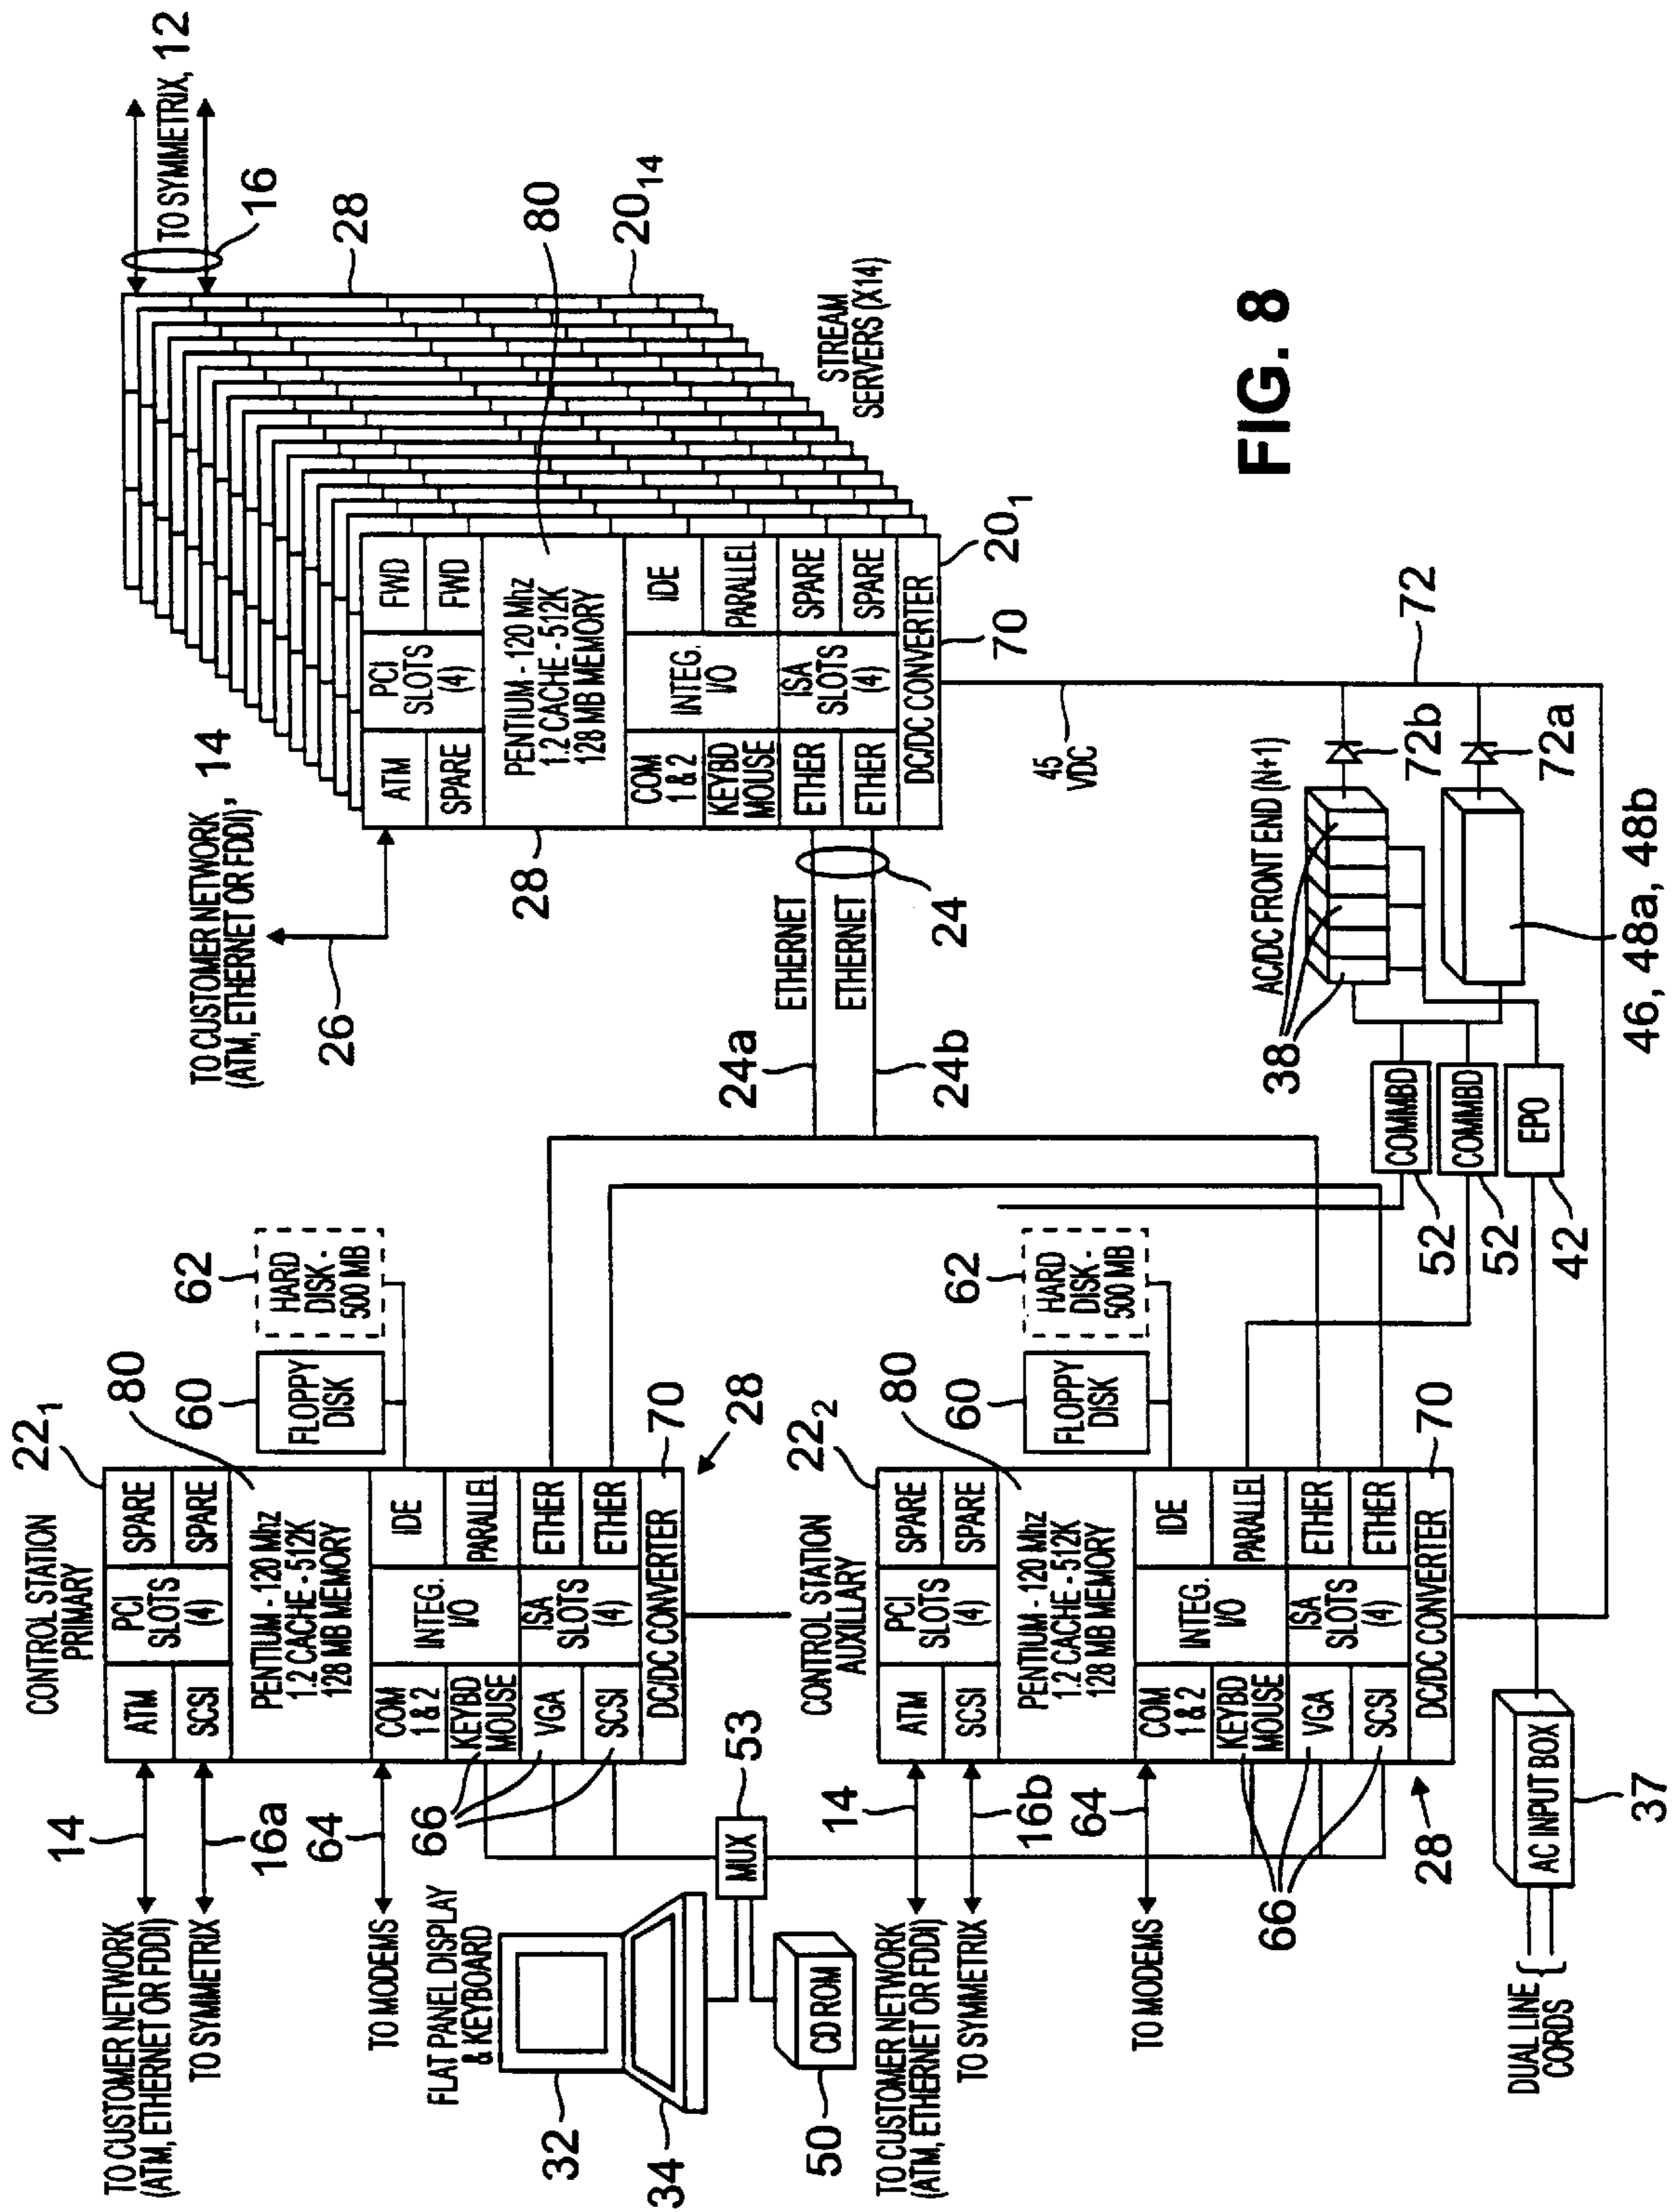 TO CUSTOMER NETWORK
(ATM, ETHERNET OR FDDI)
14
TO SYMMETRIX
16a
TO MODEMS
64
CONTROL STATION
PRIMARY
22₁
ATM
PCI
SLOTS
(4)
SPARE
SCSI
SPARE
80
PENTIUM - 120 Mhz
1.2 CACHE - 512K
128 MB MEMORY
COM
1 & 2
INTEG.
I/O
IDE
KEYBD
MOUSE
PARALLEL
VGA
ISA
SLOTS
(4)
ETHER
SCSI
ETHER
DC/DC CONVERTER
70
28
66
60
FLOPPY
DISK
62
HARD
DISK -
500 MB
FLAT PANEL DISPLAY
& KEYBOARD
32
34
MUX
53
CD ROM
50
TO CUSTOMER NETWORK
(ATM, ETHERNET OR FDDI)
14
TO SYMMETRIX
16b
TO MODEMS
64
CONTROL STATION
AUXILLARY
22₂
ATM
PCI
SLOTS
(4)
SPARE
SCSI
SPARE
80
PENTIUM - 120 Mhz
1.2 CACHE - 512K
128 MB MEMORY
COM
1 & 2
INTEG.
I/O
IDE
KEYBD
MOUSE
PARALLEL
VGA
ISA
SLOTS
(4)
ETHER
SCSI
ETHER
DC/DC CONVERTER
70
28
66
60
FLOPPY
DISK
62
HARD
DISK -
500 MB
DUAL LINE
CORDS
AC INPUT BOX
37
TO CUSTOMER NETWORK, 14
(ATM, ETHERNET OR FDDI)
26
TO SYMMETRIX, 12
16
28
80
20₁₄
STREAM
SERVERS (X14)
ATM
PCI
SLOTS
(4)
FWD
SPARE
FWD
PENTIUM - 120 Mhz
1.2 CACHE - 512K
128 MB MEMORY
COM
1 & 2
INTEG.
I/O
IDE
KEYBD
MOUSE
PARALLEL
ETHER
ISA
SLOTS
(4)
SPARE
ETHER
SPARE
DC/DC CONVERTER
28
70
20₁
ETHERNET
ETHERNET
24
24a
24b
45
VDC
72
AC/DC FRONT END (N+1)
38
72b
72a
COMMBD
COMMBD
EPO
52
52
42
46, 48a, 48b
FIG. 8